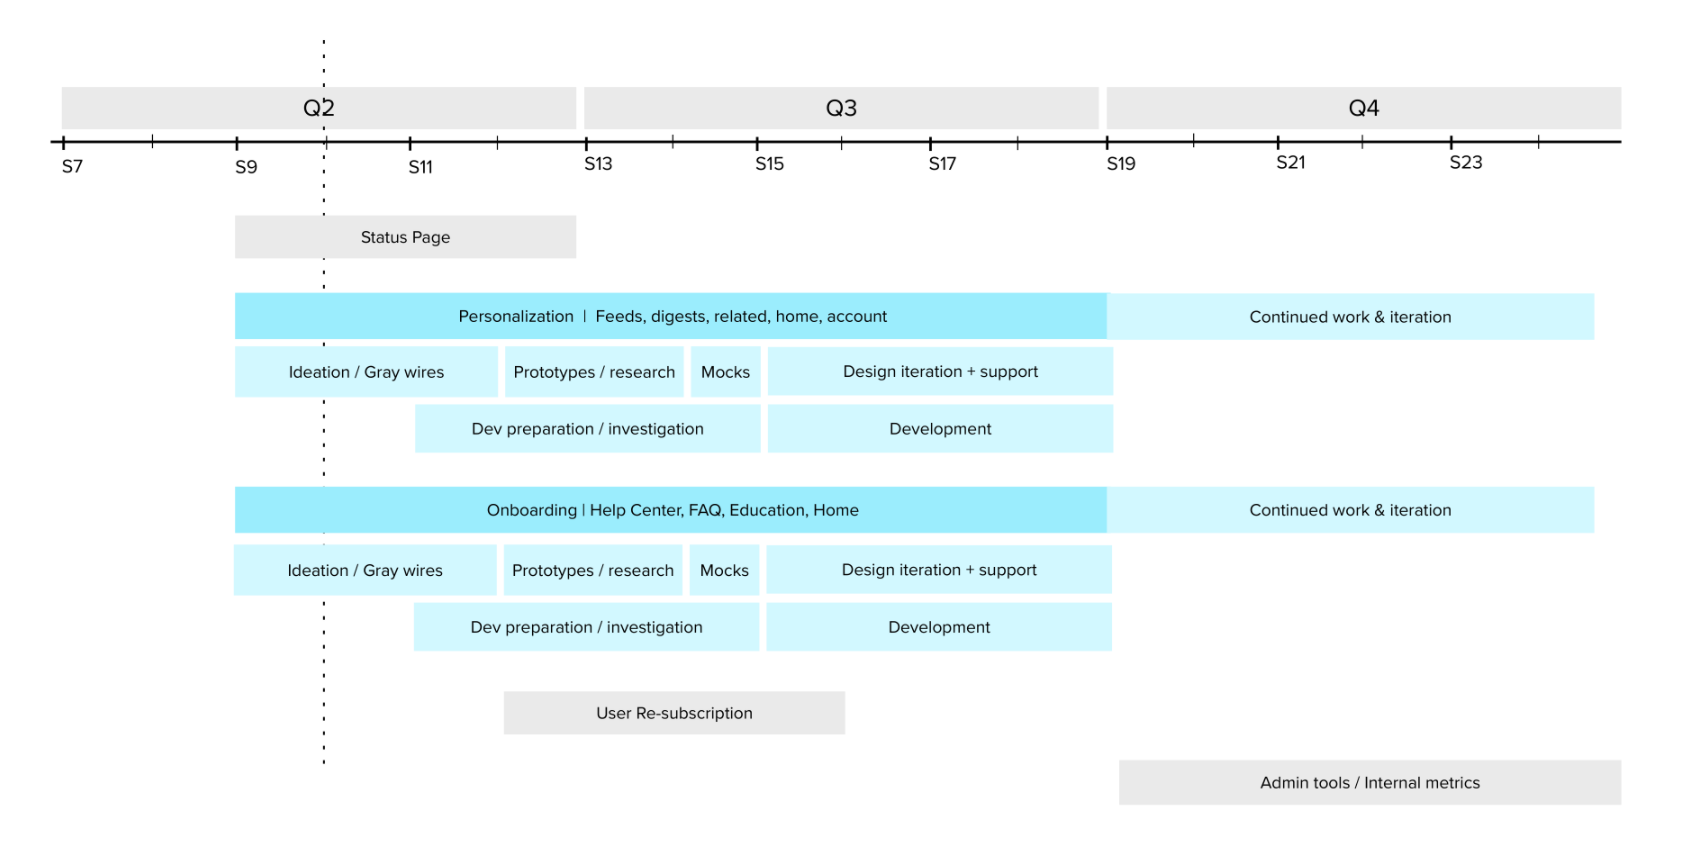 Q2
Q3
Q4
S7
S9
S11
S13
S15
S17
S19
S21
S23
Status Page
Personalization | Feeds, digests, related, home, account
Continued work & iteration
Ideation / Gray wires
Prototypes / research
Mocks
Design iteration + support
Dev preparation / investigation
Development
Onboarding | Help Center, FAQ, Education, Home
Continued work & iteration
Ideation / Gray wires
Prototypes / research
Mocks
Design iteration + support
Dev preparation / investigation
Development
User Re-subscription
Admin tools / Internal metrics